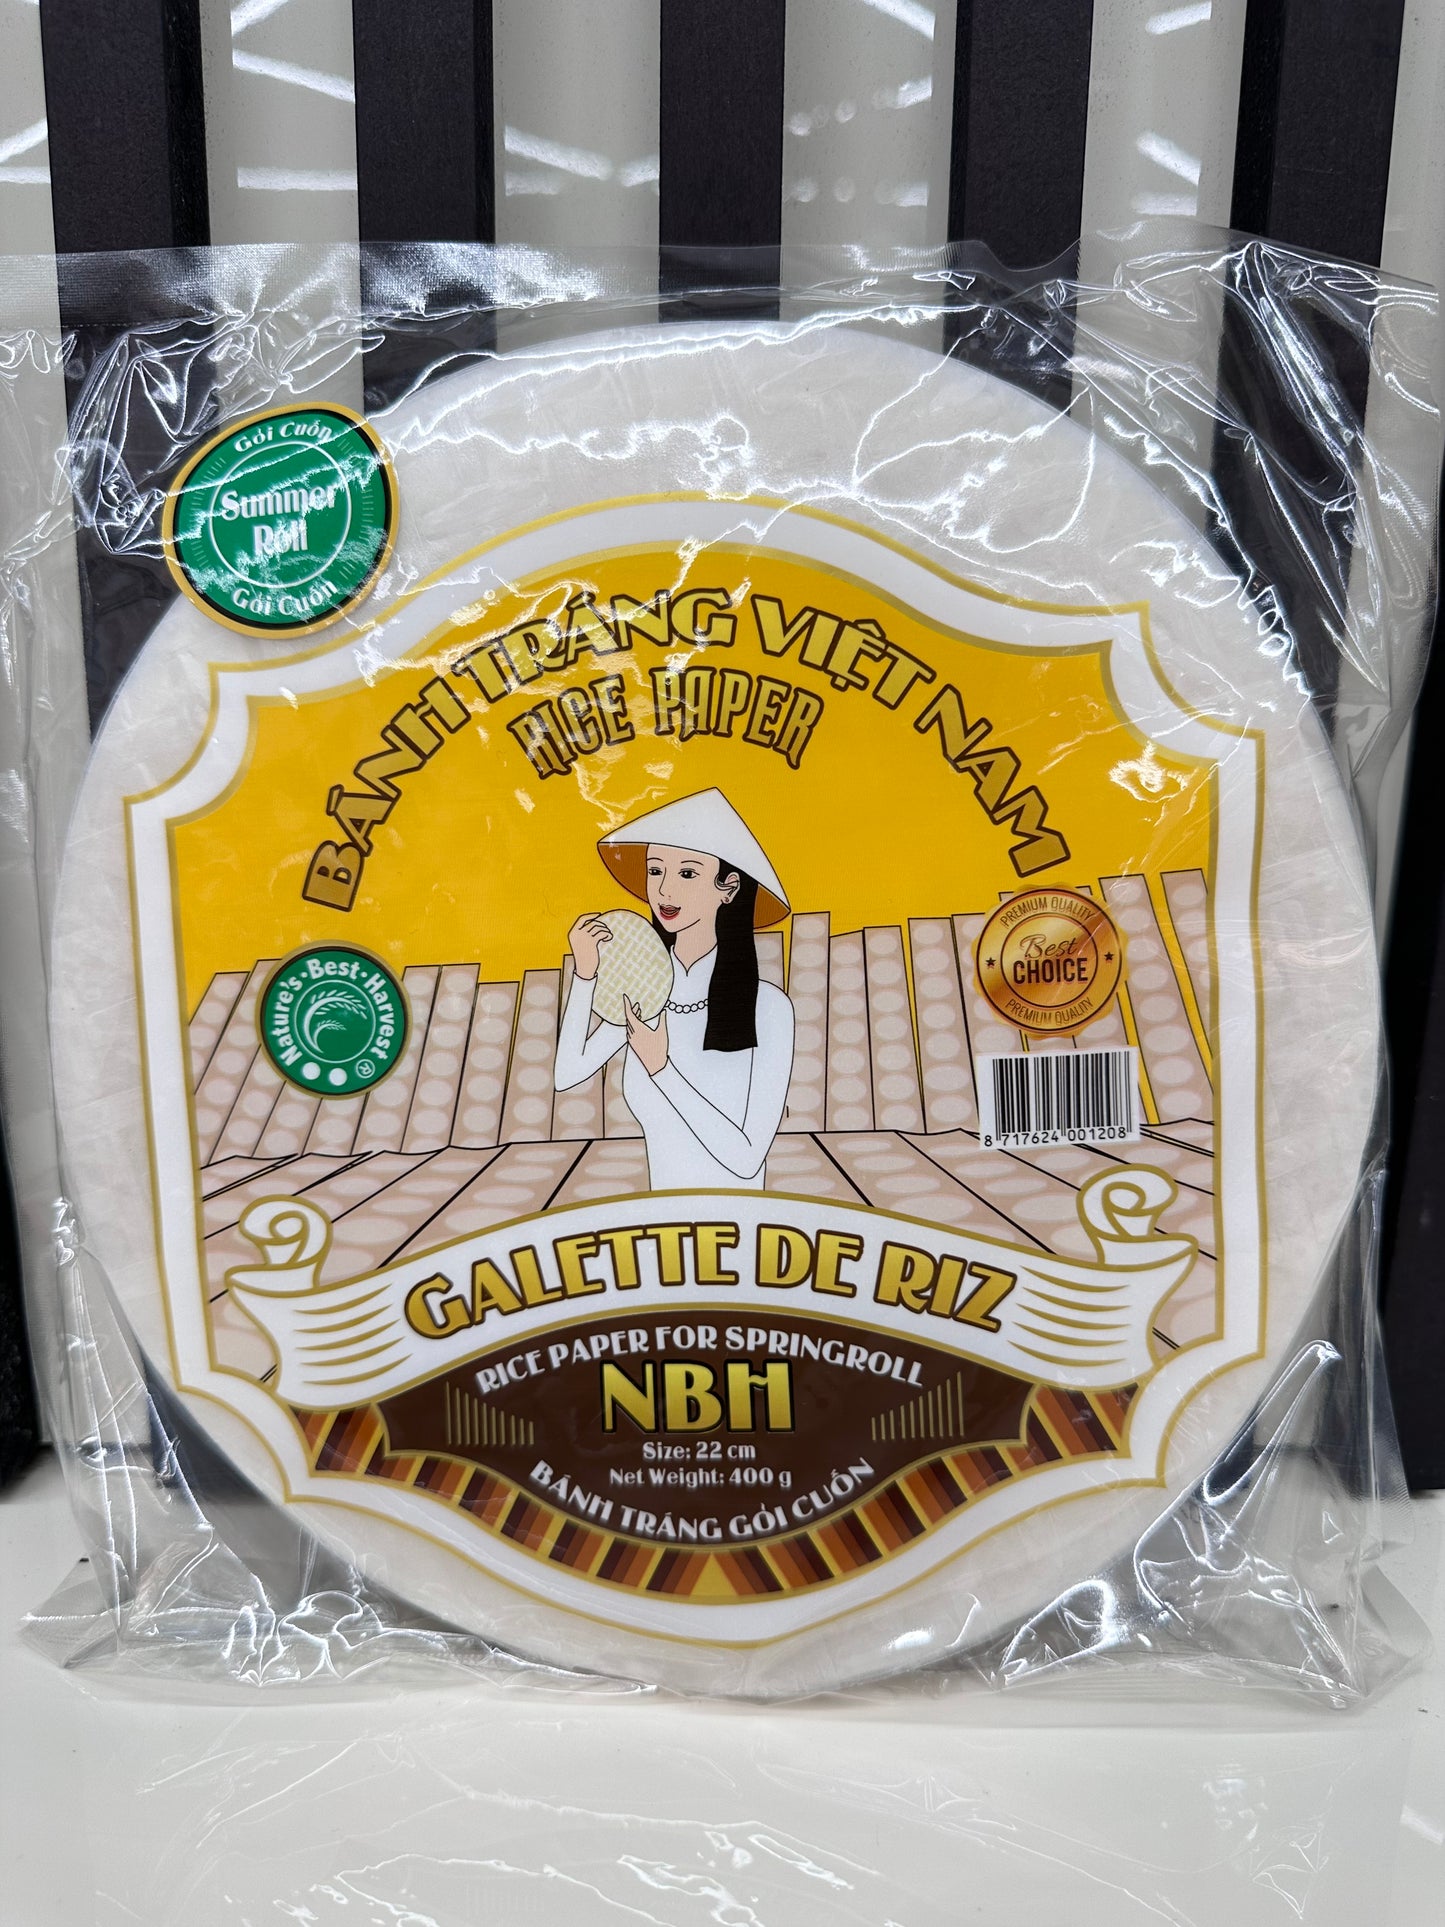 Gỏi Cuốn
Summer
Roll
Gỏi Cuốn
BÁNH TRÁNG VIỆT NAM
RICE PAPER
Nature's·Best·Harvest
®
PREMIUM QUALITY
Best
CHOICE
PREMIUM QUALITY
8 717624 001208
GALETTE DE RIZ
RICE PAPER FOR SPRINGROLL
NBH
Size: 22 cm
Net Weight: 400 g
BÁNH TRÁNG GỎI CUỐN